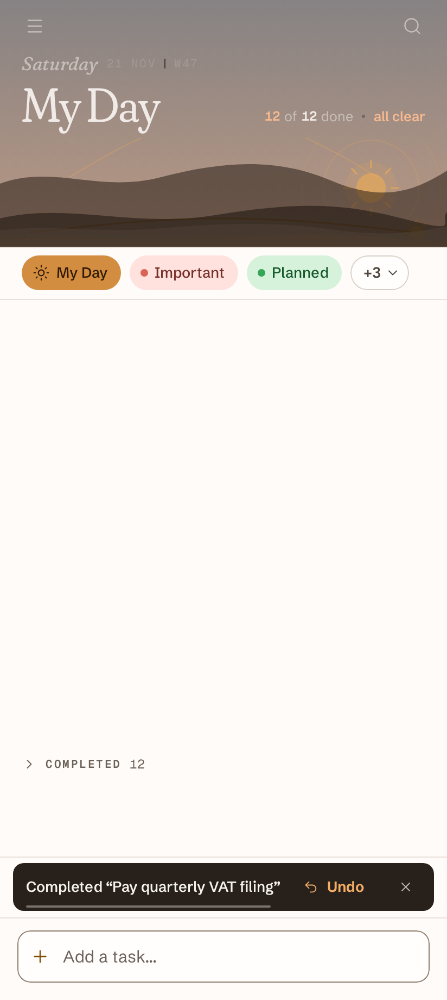 Saturday 21 NOV | W47
My Day
12 of 12 done • all clear
My Day
Important
Planned
+3
COMPLETED 12
Completed “Pay quarterly VAT filing”
Undo
Add a task...